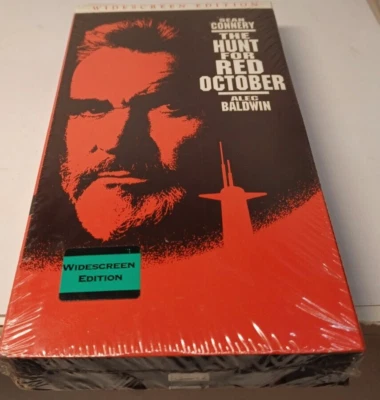 WIDESCREEN EDITION
SEAN
CONNERY
THE
HUNT
FOR
RED
OCTOBER
ALEC
BALDWIN
WIDESCREEN
EDITION